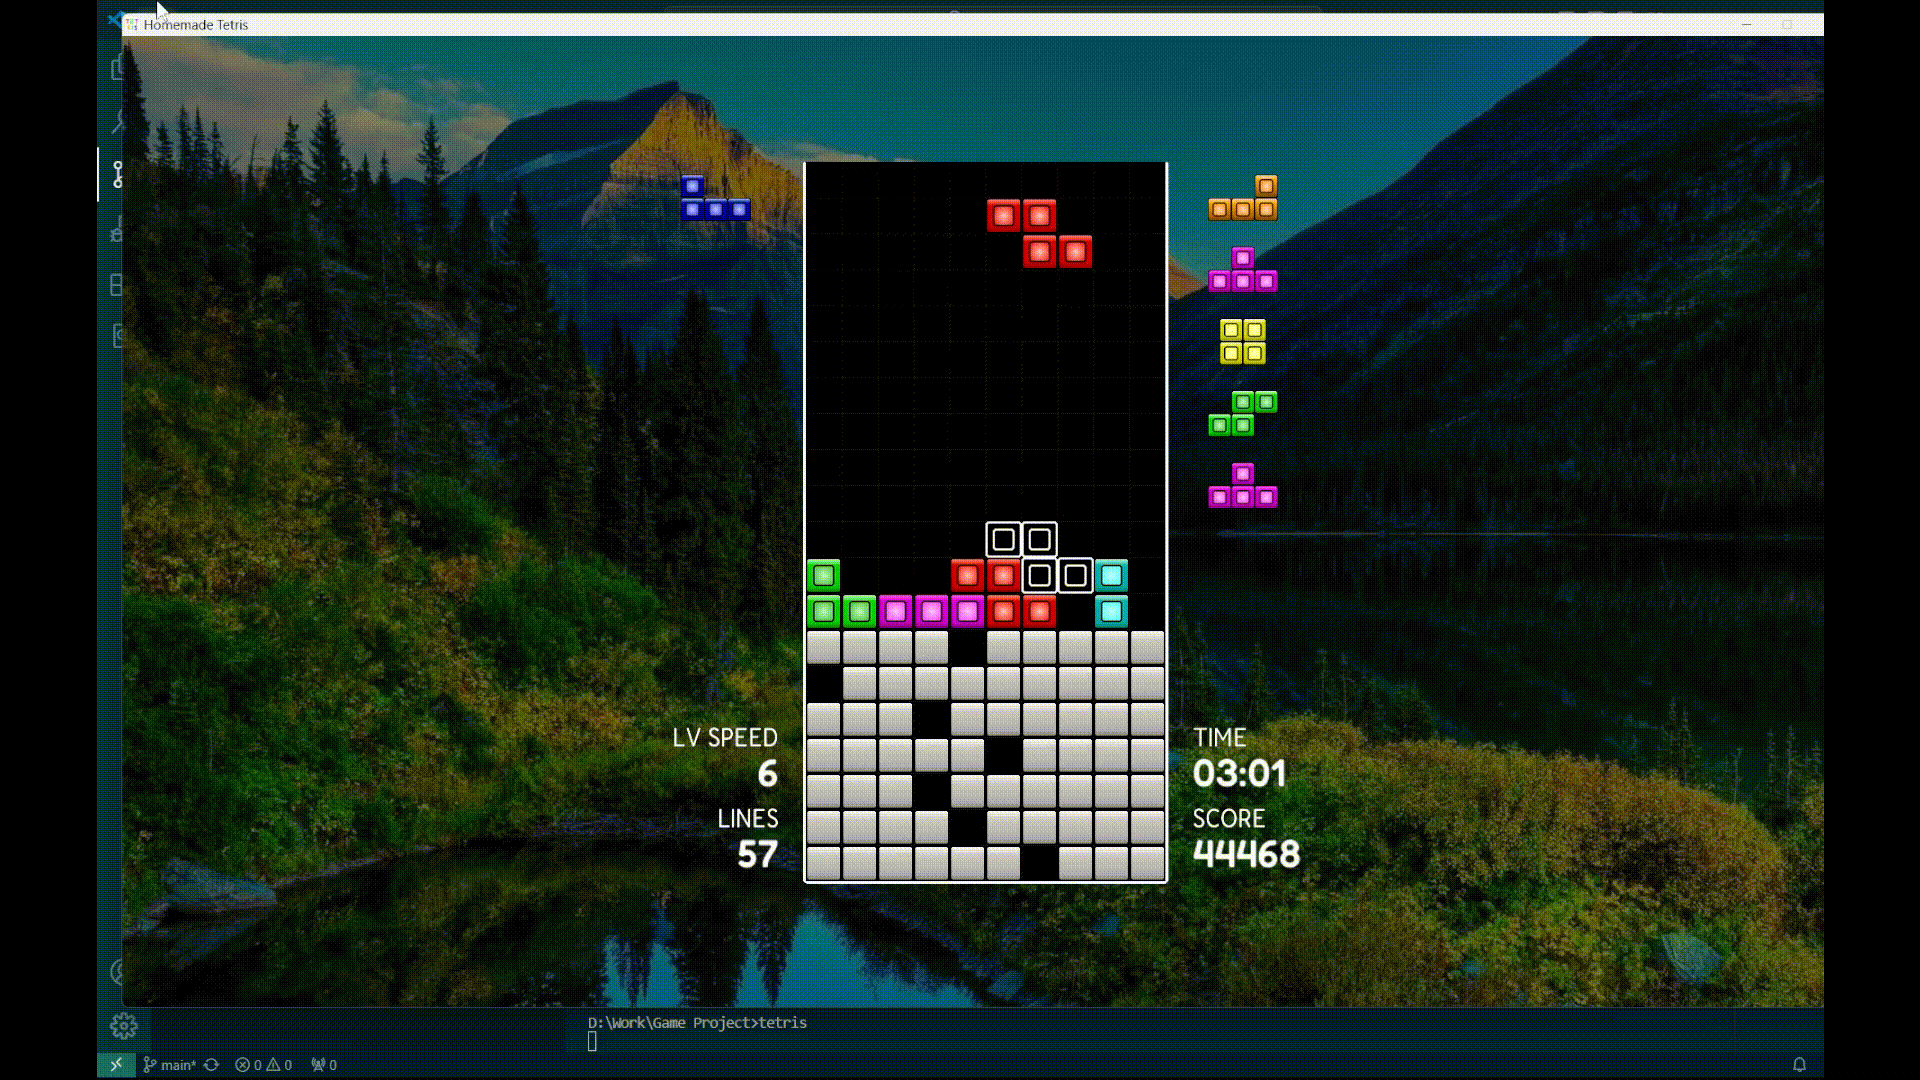 Homemade Tetris
LV SPEED
6
LINES
57
TIME
03:01
SCORE
44468
D:\Work\Game Project>tetris
main*
0
0
0